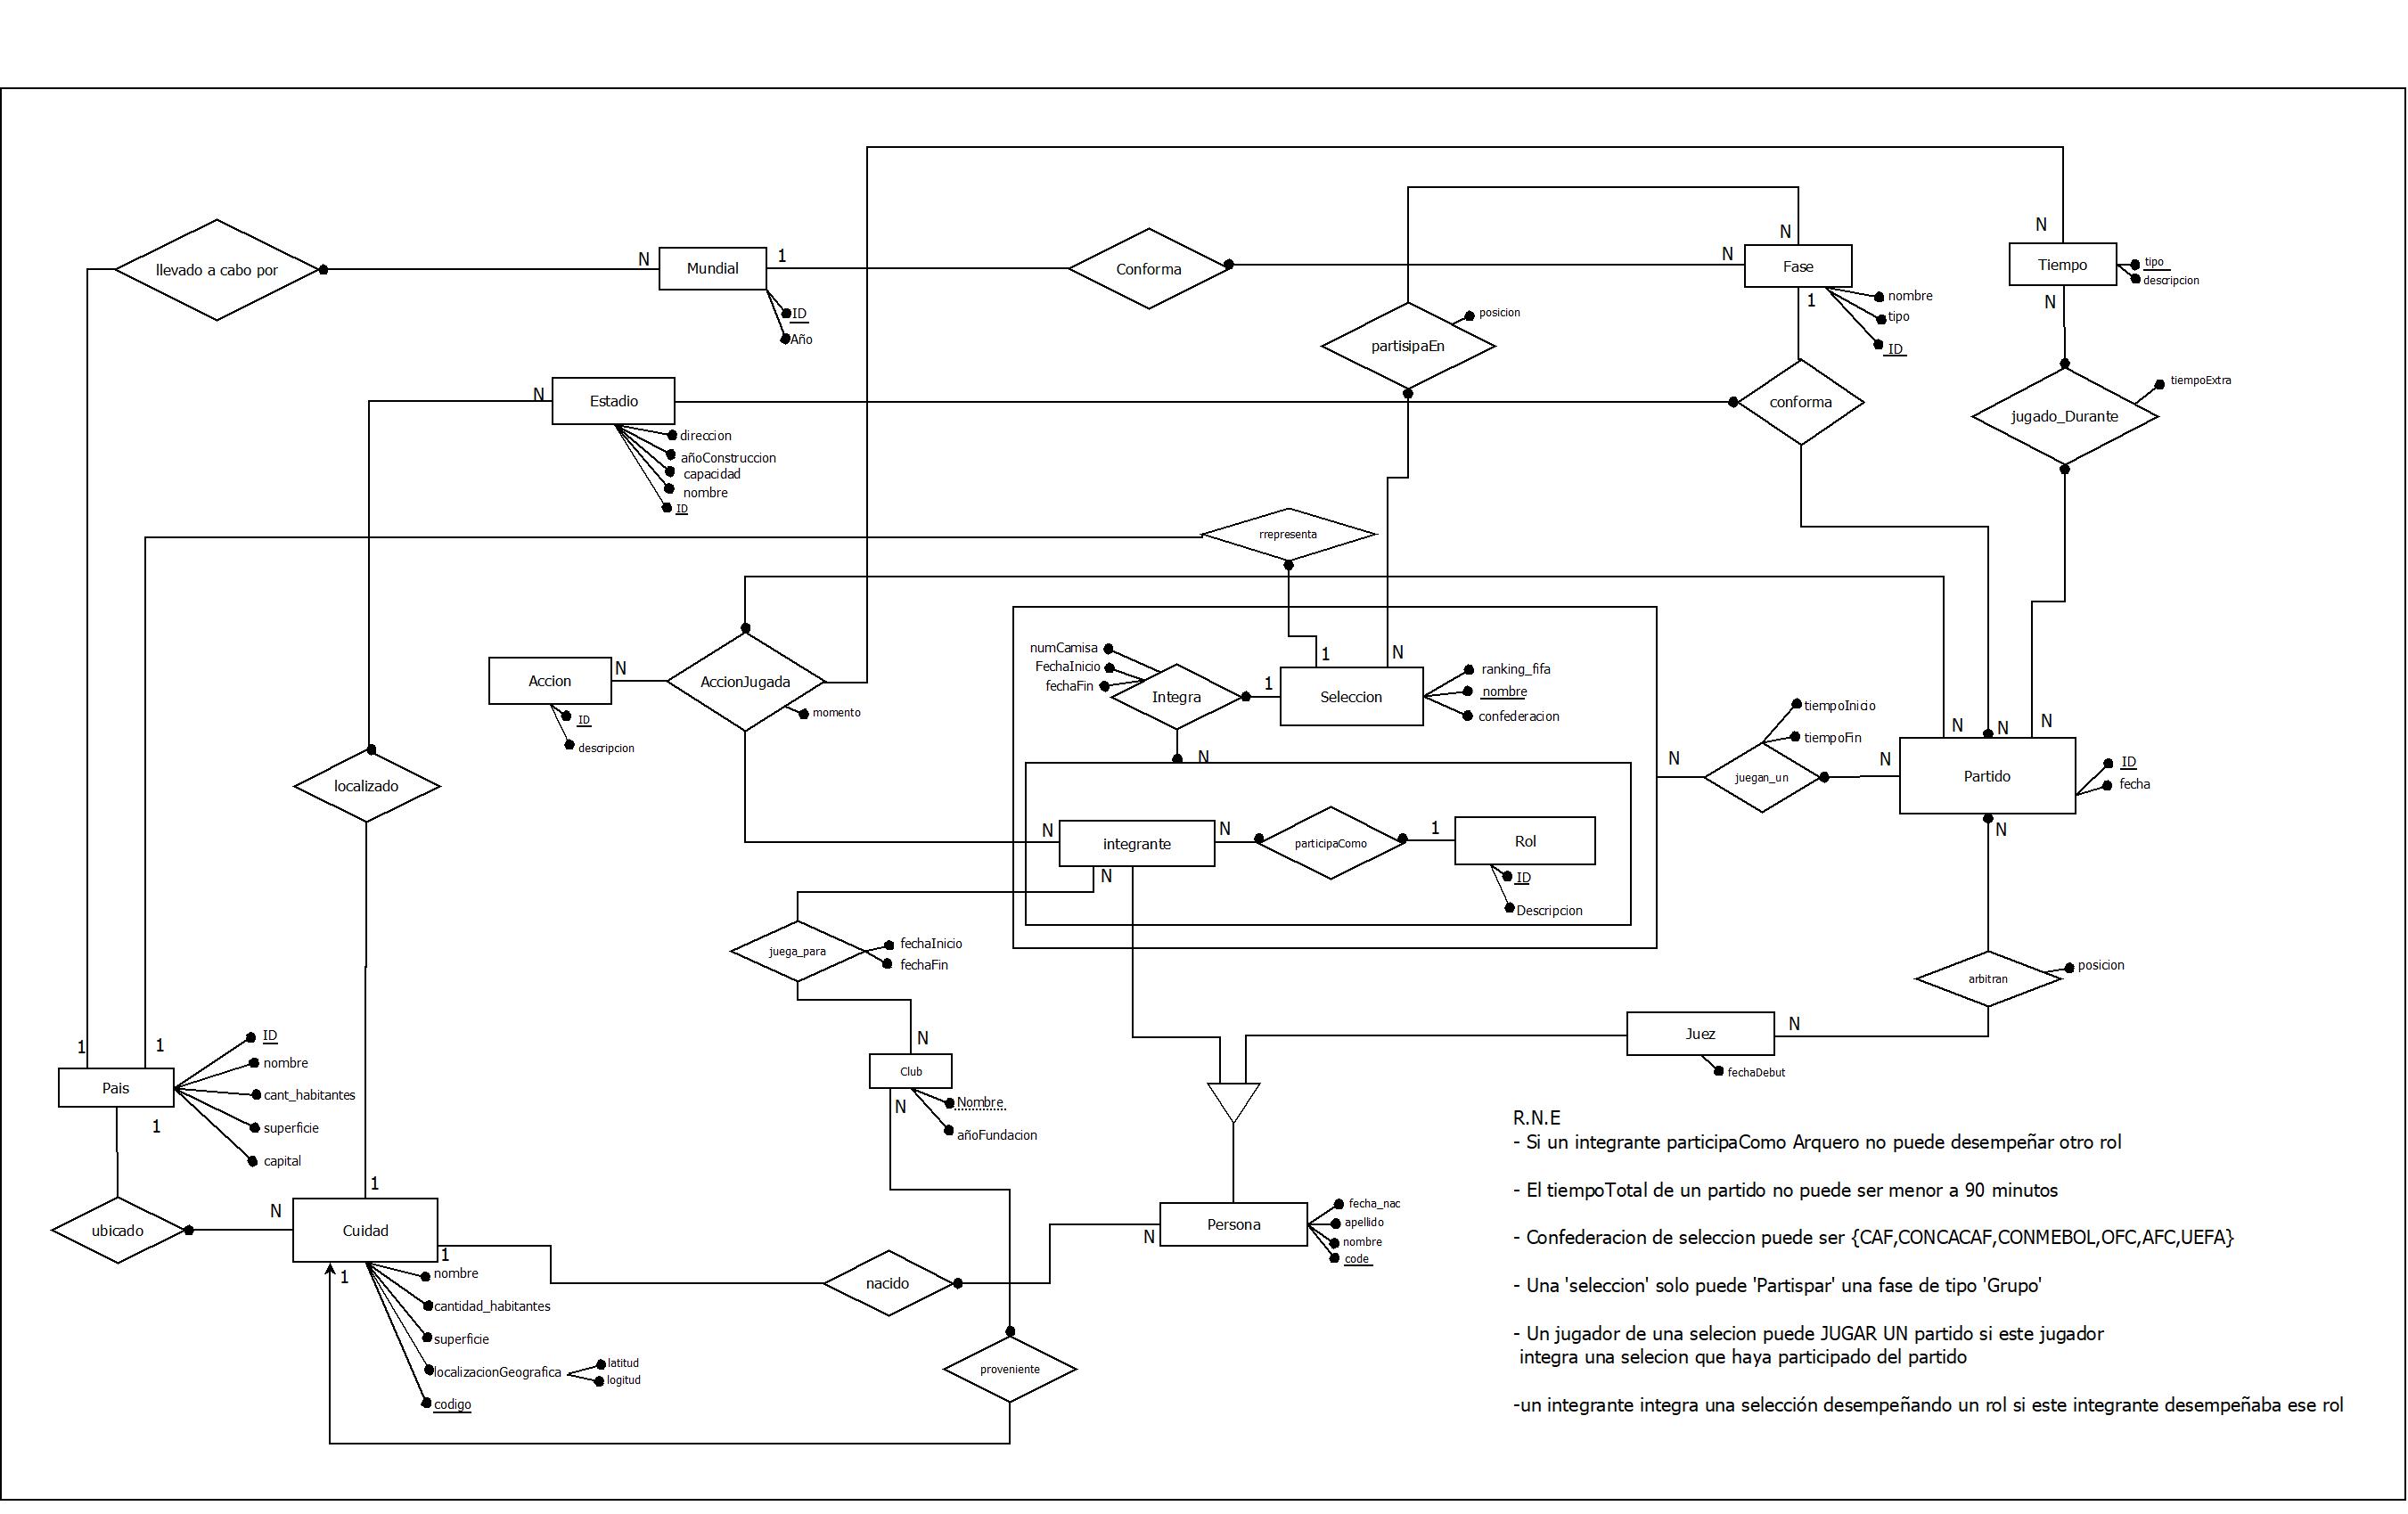 N
N
N
1
N
llevado a cabo por
Mundial
Conforma
Fase
Tiempo
tipo
descripcion
nombre
tipo
ID
1
N
ID
Año
posicion
partisipaEn
tiempoExtra
N
Estadio
conforma
jugado_Durante
direccion
añoConstruccion
capacidad
nombre
ID
rrepresenta
numCamisa
FechaInicio
fechaFin
1
N
ranking_fifa
nombre
confederacion
Accion
N
AccionJugada
Integra
1
Seleccion
momento
ID
descripcion
tiempoInicio
tiempoFin
N
N
N
N
N
N
localizado
juegan_un
Partido
ID
fecha
N
integrante
N
participaComo
1
Rol
N
N
ID
Descripcion
juega_para
fechaInicio
fechaFin
arbitran
posicion
1
1
ID
nombre
cant_habitantes
superficie
capital
Pais
1
N
Club
N
Nombre
añoFundacion
Juez
N
fechaDebut
R.N.E
- Si un integrante participaComo Arquero no puede desempeñar otro rol
- El tiempoTotal de un partido no puede ser menor a 90 minutos
- Confederacion de seleccion puede ser {CAF,CONCACAF,CONMEBOL,OFC,AFC,UEFA}
- Una 'seleccion' solo puede 'Partispar' una fase de tipo 'Grupo'
- Un jugador de una selecion puede JUGAR UN partido si este jugador
integra una selecion que haya participado del partido
-un integrante integra una selección desempeñando un rol si este integrante desempeñaba ese rol
1
N
ubicado
Cuidad
1
1
nombre
cantidad_habitantes
superficie
localizacionGeografica
latitud
logitud
codigo
nacido
N
Persona
fecha_nac
apellido
nombre
code
proveniente